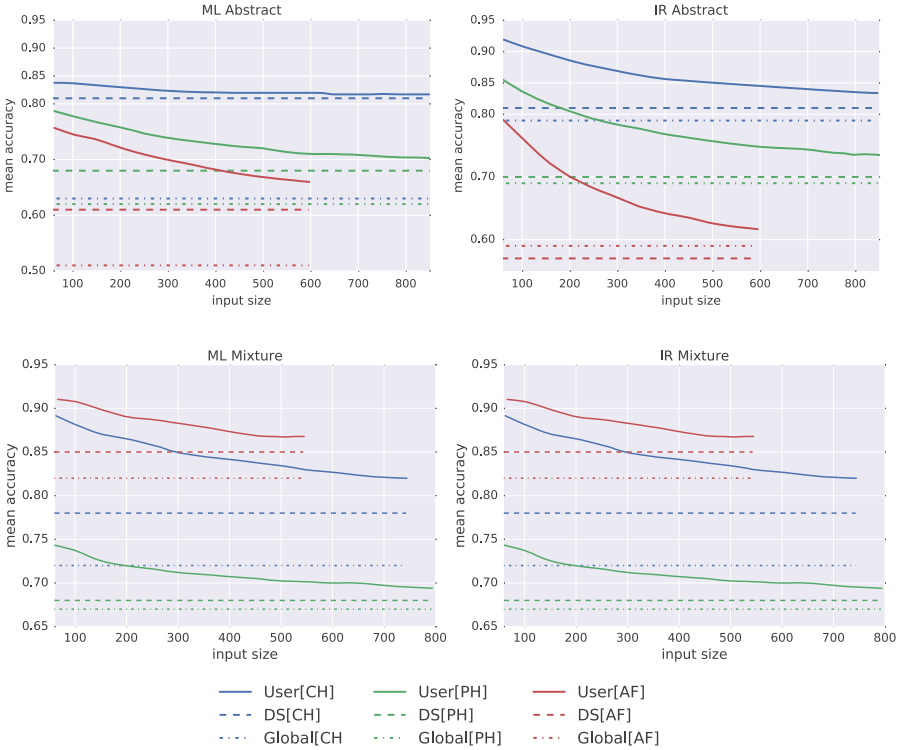 ML Abstract
0.95
0.90
0.85
0.80
0.70
0.60
0.50
mean accuracy
100 200 300 400 500 600 700 800
input size
IR Abstract
0.95
0.90
0.85
0.80
0.70
0.60
mean accuracy
100 200 300 400 500 600 700 800
input size
ML Mixture
0.95
0.90
0.85
0.80
0.75
0.70
0.65
mean accuracy
100 200 300 400 500 600 700 800
input size
IR Mixture
0.95
0.90
0.85
0.80
0.75
0.70
0.65
mean accuracy
100 200 300 400 500 600 700 800
input size
User[CH] User[PH] User[AF]
DS[CH] DS[PH] DS[AF]
Global[CH Global[PH] Global[AF]